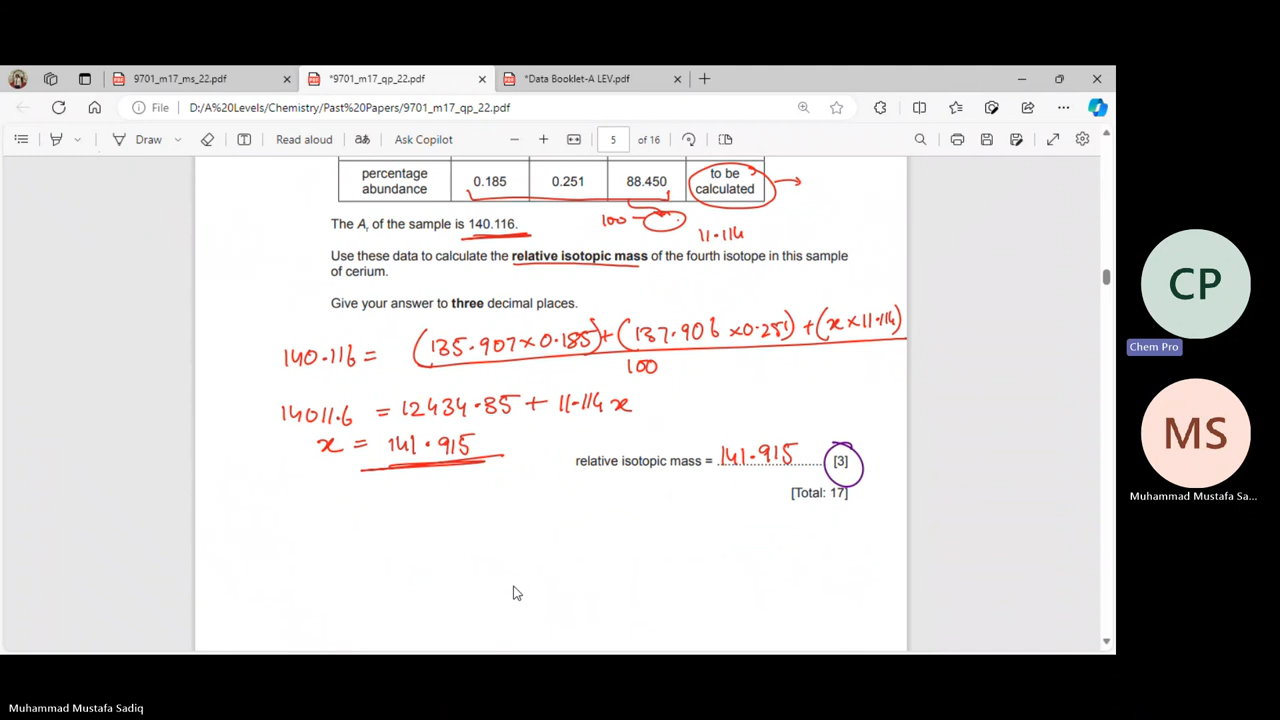 9701_m17_ms_22.pdf
*9701_m17_qp_22.pdf
*Data Booklet-A LEV.pdf
File D:/A%20Levels/Chemistry/Past%20Papers/9701_m17_qp_22.pdf
Draw Read aloud Ask Copilot 5 of 16
percentage abundance 0.185 0.251 88.450 to be calculated
100 -
11.114
The Ar of the sample is 140.116.
Use these data to calculate the relative isotopic mass of the fourth isotope in this sample
of cerium.
Give your answer to three decimal places.
140.116 = (135.907 x 0.185) + (137.906 x 0.251) + (x x 11.114)
100
14011.6 = 12434.85 + 11.114 x
x = 141.915
relative isotopic mass = 141.915 [3]
[Total: 17]
CP
Chem Pro
MS
Muhammad Mustafa Sa...
Muhammad Mustafa Sadiq